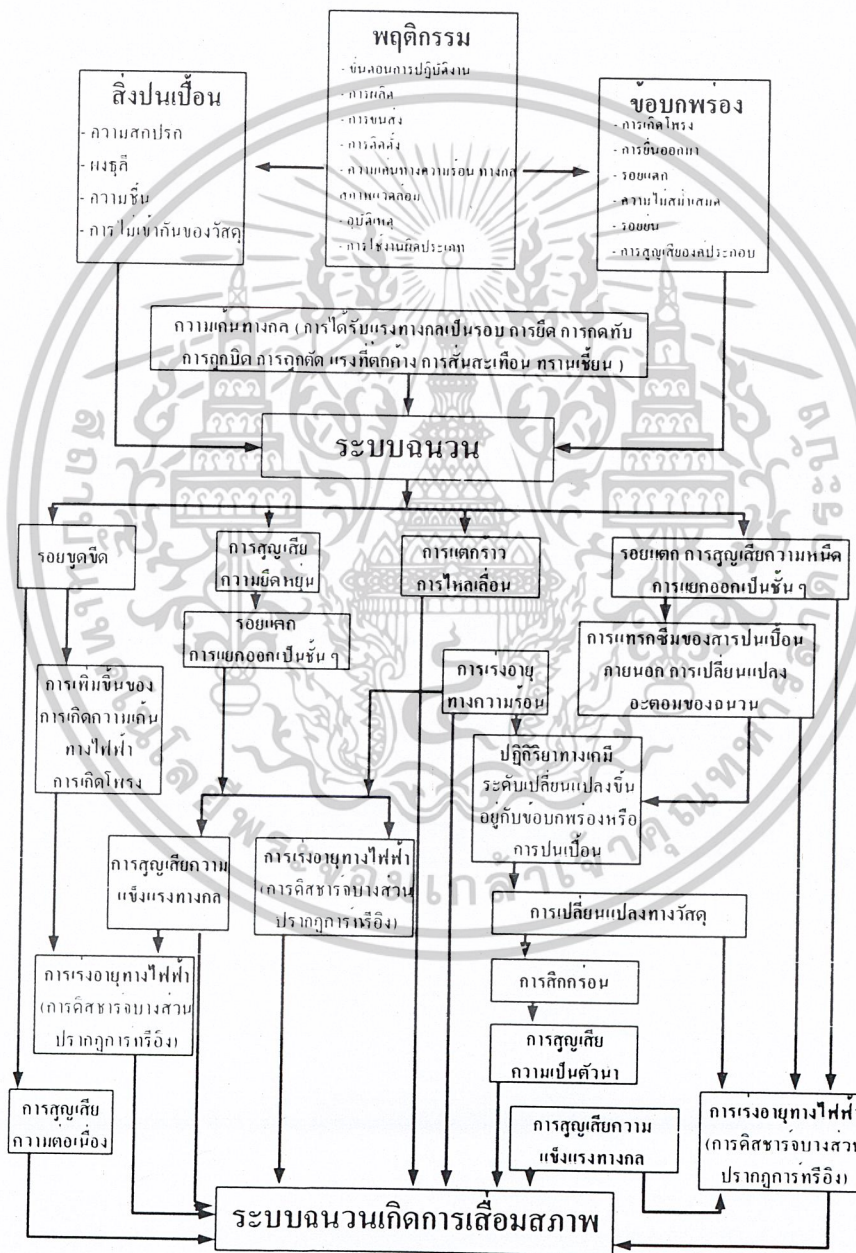 พฤติกรรม
- ขั้นตอนการปฏิบัติงาน
- การผลิต
- การขนส่ง
- การติดตั้ง
- ความเค้นทางความร้อน ทางกล
สภาพแวดล้อม
- อุบัติเหตุ
- การใช้งานผิดประเภท
สิ่งปนเปื้อน
- ความสกปรก
- ผงธุลี
- ความชื้น
- การไม่เข้ากันของวัสดุ
ข้อบกพร่อง
- การเกิดโพรง
- การยื่นออกมา
- รอยแตก
- ความไม่สม่ำเสมอ
- รอยย่น
- การสูญเสียองค์ประกอบ
ความเค้นทางกล ( การได้รับแรงทางกลเป็นรอบ การยืด การกดทับ
การถูกบิด การถูกตัด แรงที่ตกค้าง การสั่นสะเทือน ทรานเชี้ยน )
ระบบฉนวน
รอยขูดขีด
การสูญเสีย
ความยืดหยุ่น
การแตกร้าว
การไหลเลื่อน
รอยแตก การสูญเสียความหนืด
การแยกออกเป็นชั้น ๆ
รอยแตก
การแยกออกเป็นชั้น ๆ
การแทรกซึมของสารปนเปื้อน
ภายนอก การเปลี่ยนแปลง
อะตอมของฉนวน
การเพิ่มขึ้นของ
การเกิดความเค้น
ทางไฟฟ้า
การเกิดโพรง
การเร่งอายุ
ทางความร้อน
ปฏิกิริยาทางเคมี
ระดับเปลี่ยนแปลงขึ้น
อยู่กับข้อบกพร่องหรือ
การปนเปื้อน
การสูญเสียความ
แข็งแรงทางกล
การเร่งอายุทางไฟฟ้า
(การดิสชาร์จบางส่วน
ปรากฏการทรีอิง)
การเปลี่ยนแปลงทางวัสดุ
การเร่งอายุทางไฟฟ้า
(การดิสชาร์จบางส่วน
ปรากฏการทรีอิง)
การสึกกร่อน
การสูญเสีย
ความเป็นตัวนำ
การสูญเสีย
ความต่อเนื่อง
การสูญเสียความ
แข็งแรงทางกล
การเร่งอายุทางไฟฟ้า
(การดิสชาร์จบางส่วน
ปรากฏการทรีอิง)
ระบบฉนวนเกิดการเสื่อมสภาพ
สถาบันเทคโนโลยีพระจอมเกล้าเจ้าคุณทหารลาดกระบัง